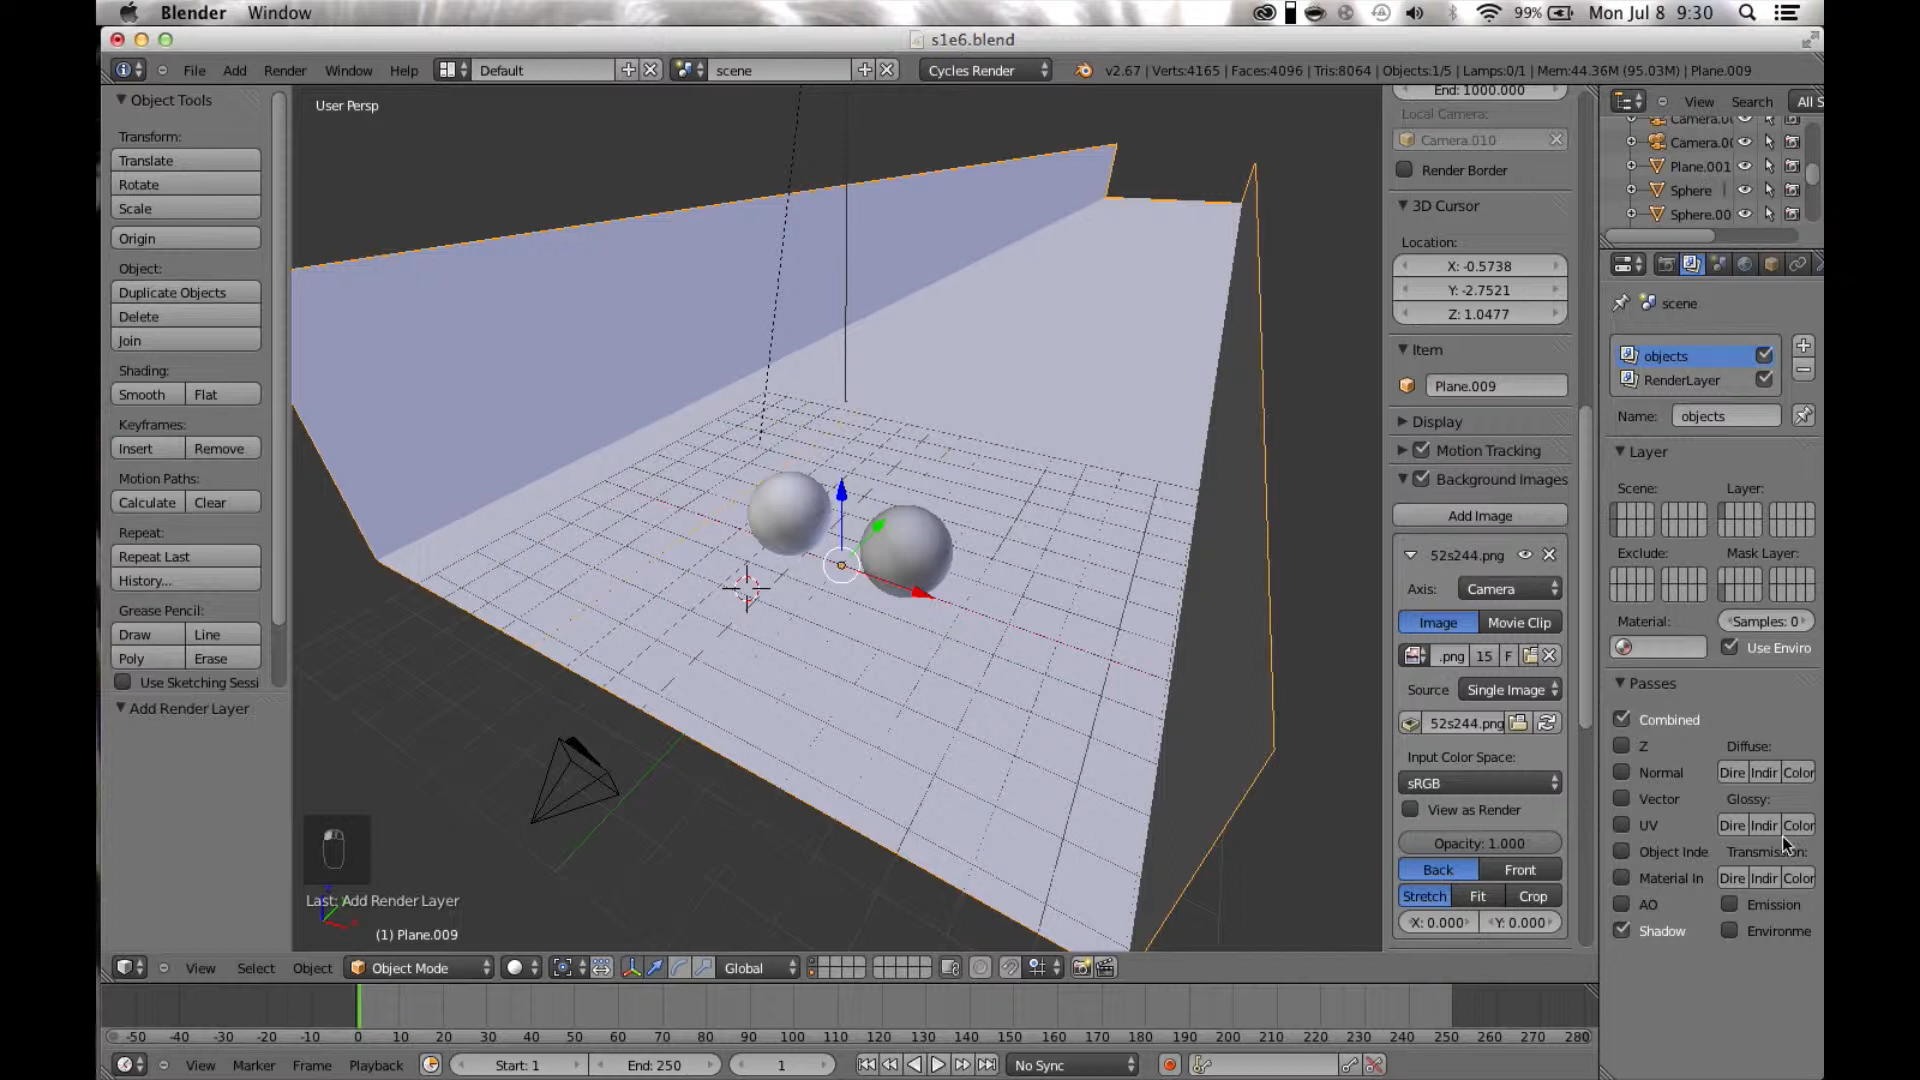 Blender Window 99% Mon Jul 8 9:30
s1e6.blend
File Add Render Window Help Default scene Cycles Render v2.67 | Verts:4165 | Faces:4096 | Tris:8064 | Objects:1/5 | Lamps:0/1 | Mem:44.36M (95.03M) | Plane.009
Object Tools
Transform:
Translate
Rotate
Scale
Origin
Object:
Duplicate Objects
Delete
Join
Shading:
Smooth Flat
Keyframes:
Insert Remove
Motion Paths:
Calculate Clear
Repeat:
Repeat Last
History...
Grease Pencil:
Draw Line
Poly Erase
Use Sketching Sessi
Add Render Layer
User Persp
Last: Add Render Layer
(1) Plane.009
End: 1000.000
Local Camera:
Camera.010
Render Border
3D Cursor
Location:
X: -0.5738
Y: -2.7521
Z: 1.0477
Item
Plane.009
Display
Motion Tracking
Background Images
Add Image
52s244.png
Axis: Camera
Image Movie Clip
.png 15 F
Source Single Image
52s244.png
Input Color Space:
sRGB
View as Render
Opacity: 1.000
Back Front
Stretch Fit Crop
X: 0.000 Y: 0.000
View Search All S
Camera.0
Camera.00
Plane.001
Sphere
Sphere.00
scene
objects
RenderLayer
Name: objects
Layer
Scene: Layer:
Exclude: Mask Layer:
Material: Samples: 0
Use Enviro
Passes
Combined
Z Diffuse:
Normal Dire Indir Color
Vector Glossy:
UV Dire Indir Color
Object Inde Transmission:
Material In Dire Indir Color
AO Emission
Shadow Environme
View Select Object Object Mode Global
-50 -40 -30 -20 -10 0 10 20 30 40 50 60 70 80 90 100 110 120 130 140 150 160 170 180 190 200 210 220 230 240 250 260 270 280
View Marker Frame Playback Start: 1 End: 250 1 No Sync